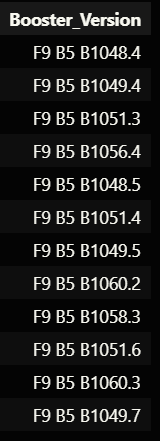 Booster_Version
F9 B5 B1048.4
F9 B5 B1049.4
F9 B5 B1051.3
F9 B5 B1056.4
F9 B5 B1048.5
F9 B5 B1051.4
F9 B5 B1049.5
F9 B5 B1060.2
F9 B5 B1058.3
F9 B5 B1051.6
F9 B5 B1060.3
F9 B5 B1049.7